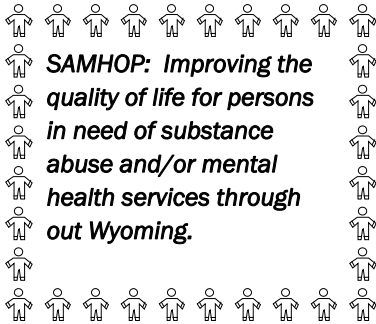 SAMHOP:  Improving the
quality of life for persons
in need of substance
abuse and/or mental
health services through
out Wyoming.